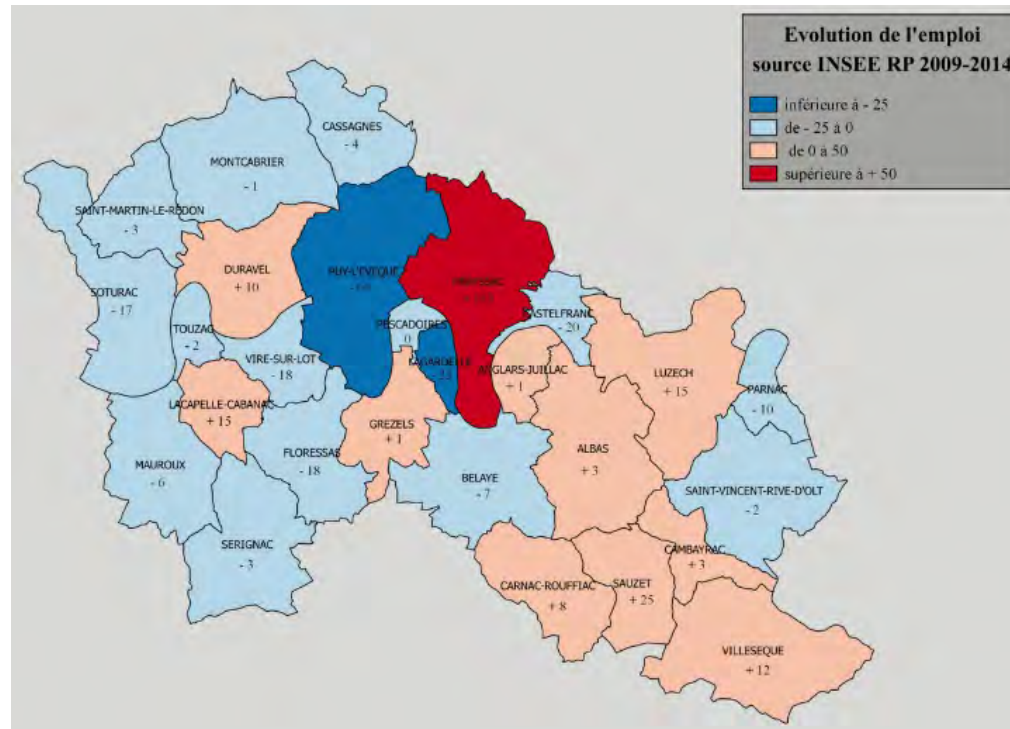 Evolution de l'emploi
source INSEE RP 2009-2014
inférieure à - 25
de - 25 à 0
de 0 à 50
supérieure à + 50
CASSAGNES
- 4
MONTCABRIER
- 1
SAINT-MARTIN-LE-REDON
- 3
DURAVEL
+ 10
PUY-L'EVEQUE
SOTURAC
- 17
TOUZAC
- 2
PESCADOIRES
0
CASTELFRANC
- 20
VIRE-SUR-LOT
- 18
LAGARDELLE
ANGLARS-JUILLAC
+ 1
LUZECH
+ 15
PARNAC
- 10
LACAPELLE-CABANAC
+ 15
GREZELS
+ 1
MAUROUX
- 6
FLORESSAS
- 18
BELAYE
- 7
ALBAS
+ 3
SAINT-VINCENT-RIVE-D'OLT
- 2
SERIGNAC
- 3
CAMBAYRAC
+ 3
CARNAC-ROUFFIAC
+ 8
SAUZET
+ 25
VILLESEQUE
+ 12